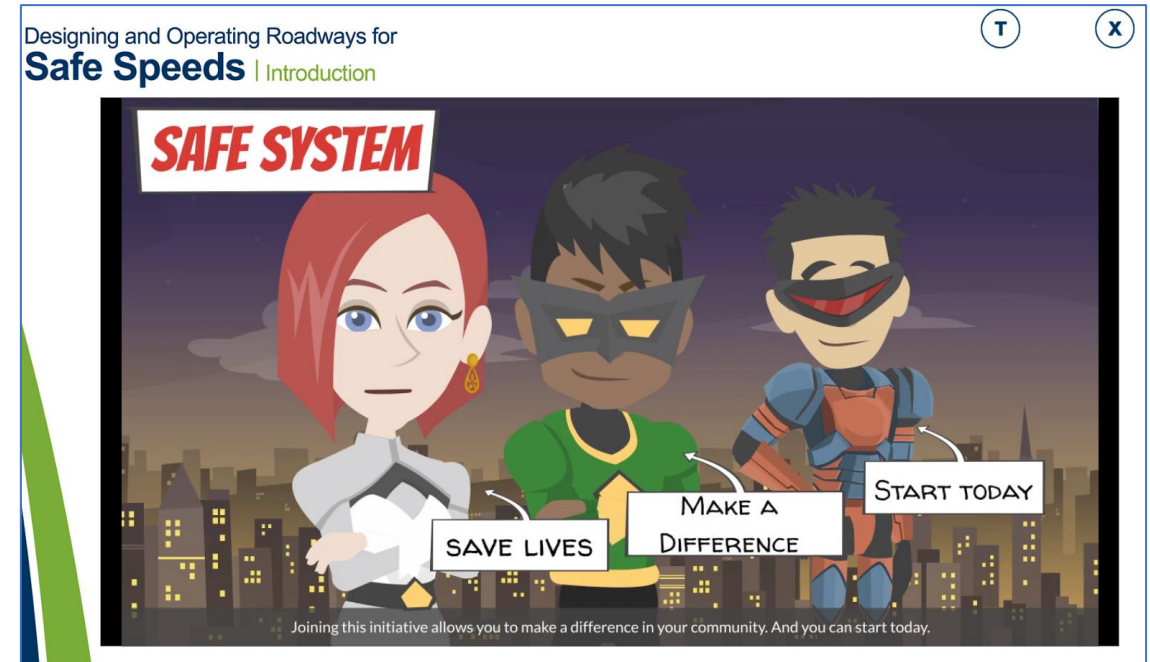 Designing and Operating Roadways for
Safe Speeds | Introduction
T
X
SAFE SYSTEM
SAVE LIVES
MAKE A
DIFFERENCE
START TODAY
Joining this initiative allows you to make a difference in your community. And you can start today.